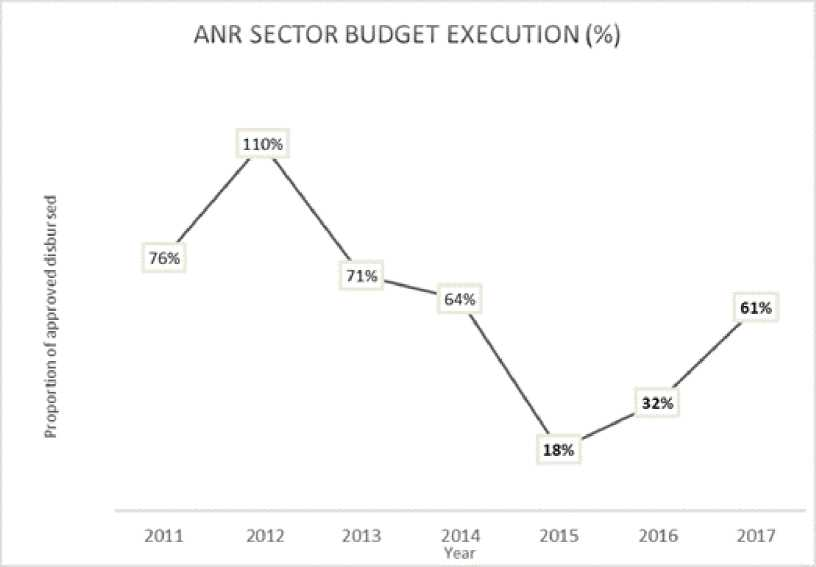 ANR SECTOR BUDGET EXECUTION (%)
Proportion of approved disbursed
110%
76%
71%
64%
61%
32%
18%
2011 2012 2013 2014 2015 2016 2017
Year